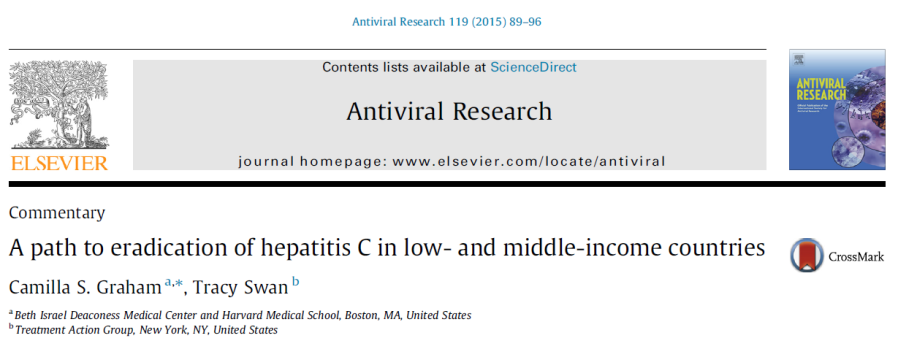 Antiviral Research 119 (2015) 89–96
Contents lists available at ScienceDirect
Antiviral Research
journal homepage: www.elsevier.com/locate/antiviral
ELSEVIER
ANTIVIRAL
RESEARCH
Commentary
A path to eradication of hepatitis C in low- and middle-income countries
CrossMark
Camilla S. Graham a,*, Tracy Swan b
a Beth Israel Deaconess Medical Center and Harvard Medical School, Boston, MA, United States
b Treatment Action Group, New York, NY, United States